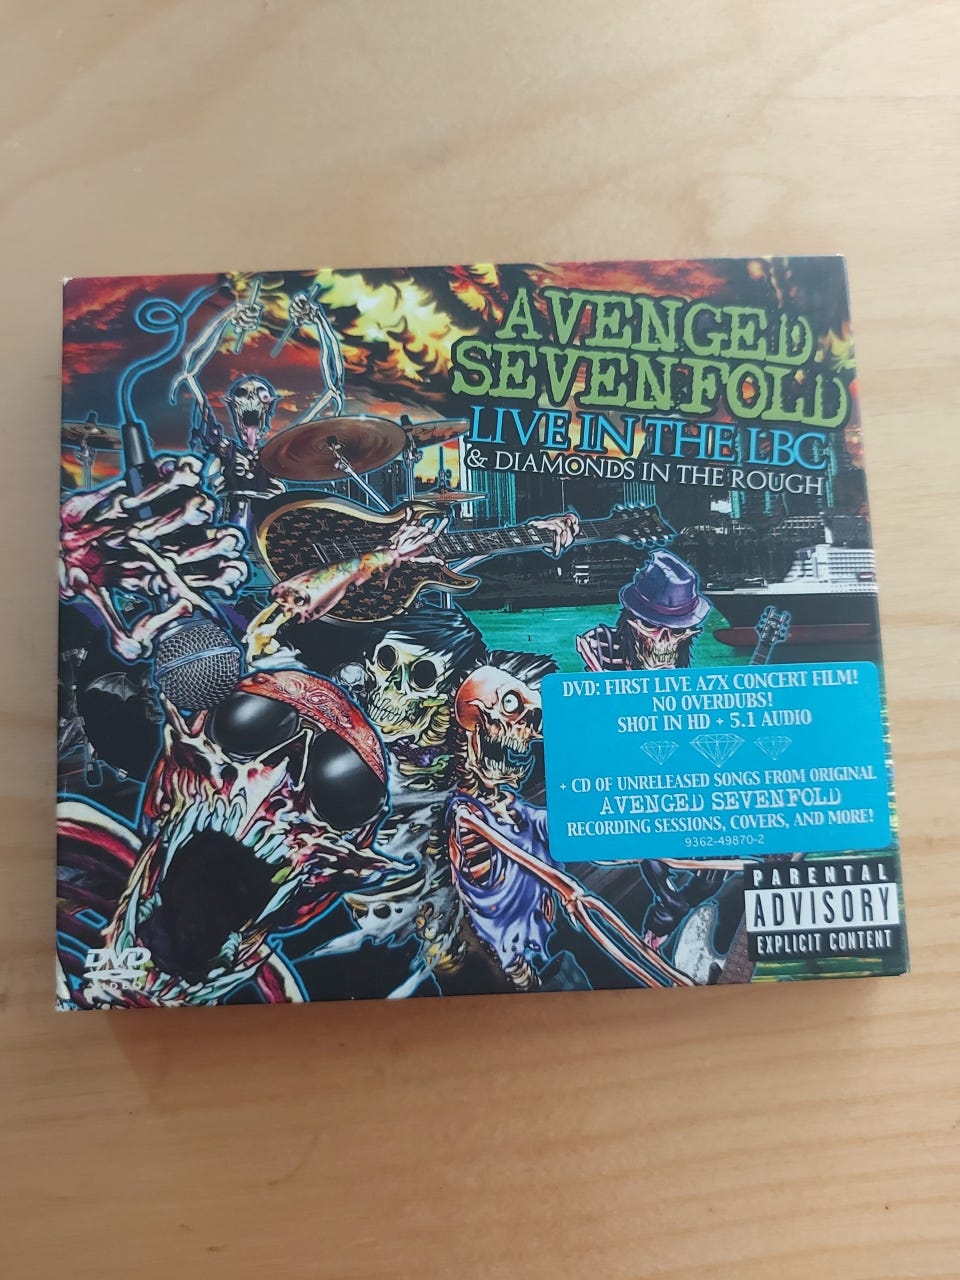 AVENGED
SEVENFOLD
LIVE IN THE LBC
& DIAMONDS IN THE ROUGH
DVD: FIRST LIVE A7X CONCERT FILM!
NO OVERDUBS!
SHOT IN HD + 5.1 AUDIO
+ CD OF UNRELEASED SONGS FROM ORIGINAL
AVENGED SEVENFOLD
RECORDING SESSIONS, COVERS, AND MORE!
9362-49870-2
PARENTAL
ADVISORY
EXPLICIT CONTENT
DVD
VIDEO